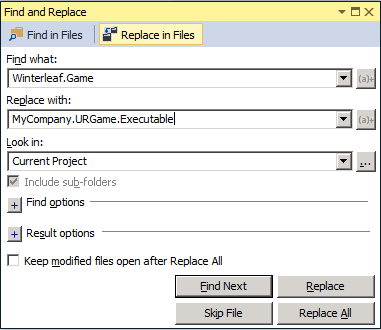 Find and Replace
Find in Files
Replace in Files
Find what:
Winterleaf.Game
(a)+
Replace with:
MyCompany.URGame.Executable
(a)+
Look in:
Current Project
...
Include sub-folders
+ Find options
+ Result options
Keep modified files open after Replace All
Find Next
Replace
Skip File
Replace All